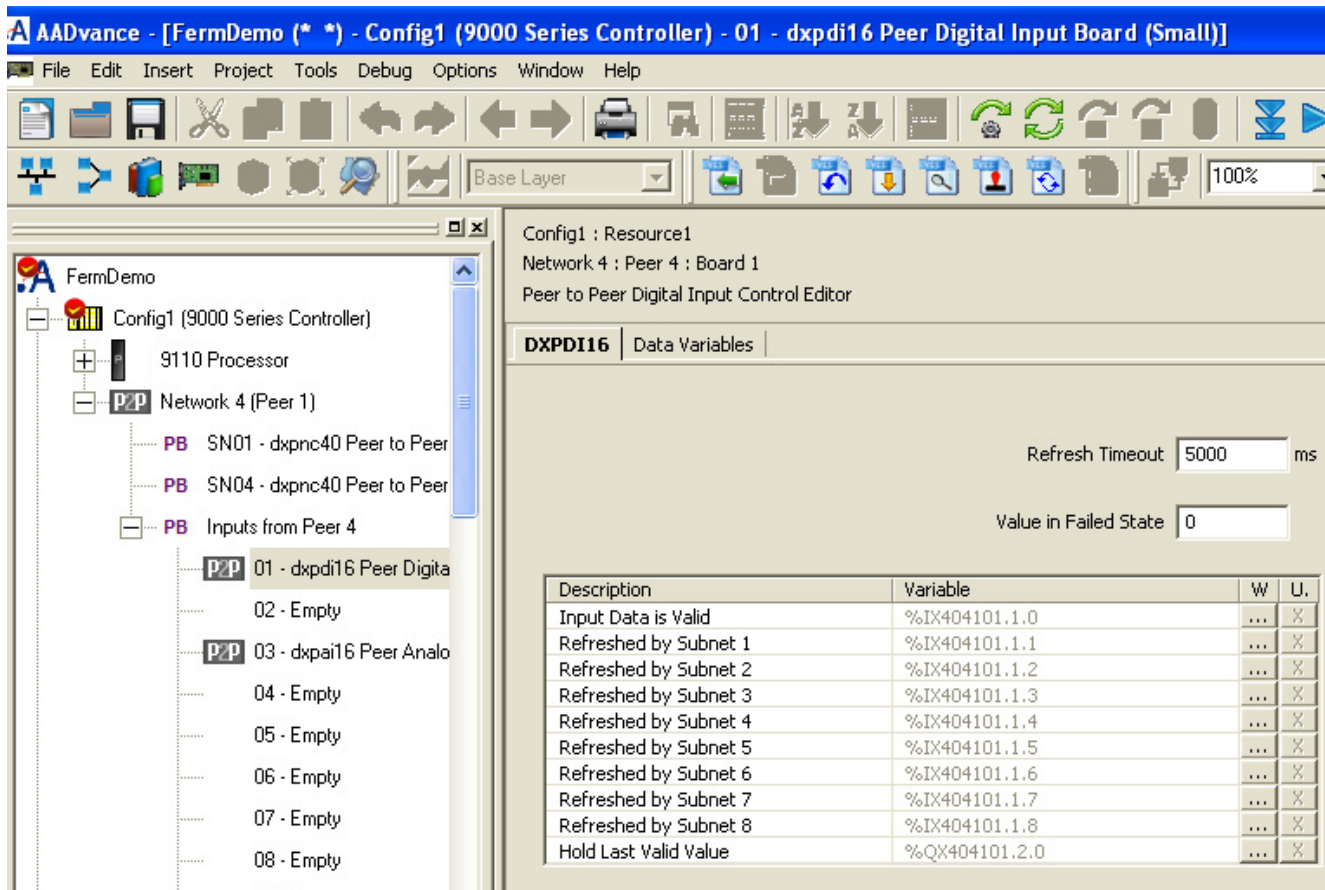 AADvance - [FermDemo (* *) - Config1 (9000 Series Controller) - 01 - dxpdi16 Peer Digital Input Board (Small)]
File Edit Insert Project Tools Debug Options Window Help
Base Layer 100%
FermDemo
Config1 (9000 Series Controller)
9110 Processor
P2P Network 4 (Peer 1)
PB SN01 - dxpnc40 Peer to Peer
PB SN04 - dxpnc40 Peer to Peer
PB Inputs from Peer 4
P2P 01 - dxpdi16 Peer Digita
02 - Empty
P2P 03 - dxpai16 Peer Analo
04 - Empty
05 - Empty
06 - Empty
07 - Empty
08 - Empty
Config1 : Resource1
Network 4 : Peer 4 : Board 1
Peer to Peer Digital Input Control Editor
DXPDI16 Data Variables
Refresh Timeout 5000 ms
Value in Failed State 0
Description Variable W U.
Input Data is Valid %IX404101.1.0 ... X
Refreshed by Subnet 1 %IX404101.1.1 ... X
Refreshed by Subnet 2 %IX404101.1.2 ... X
Refreshed by Subnet 3 %IX404101.1.3 ... X
Refreshed by Subnet 4 %IX404101.1.4 ... X
Refreshed by Subnet 5 %IX404101.1.5 ... X
Refreshed by Subnet 6 %IX404101.1.6 ... X
Refreshed by Subnet 7 %IX404101.1.7 ... X
Refreshed by Subnet 8 %IX404101.1.8 ... X
Hold Last Valid Value %QX404101.2.0 ... X